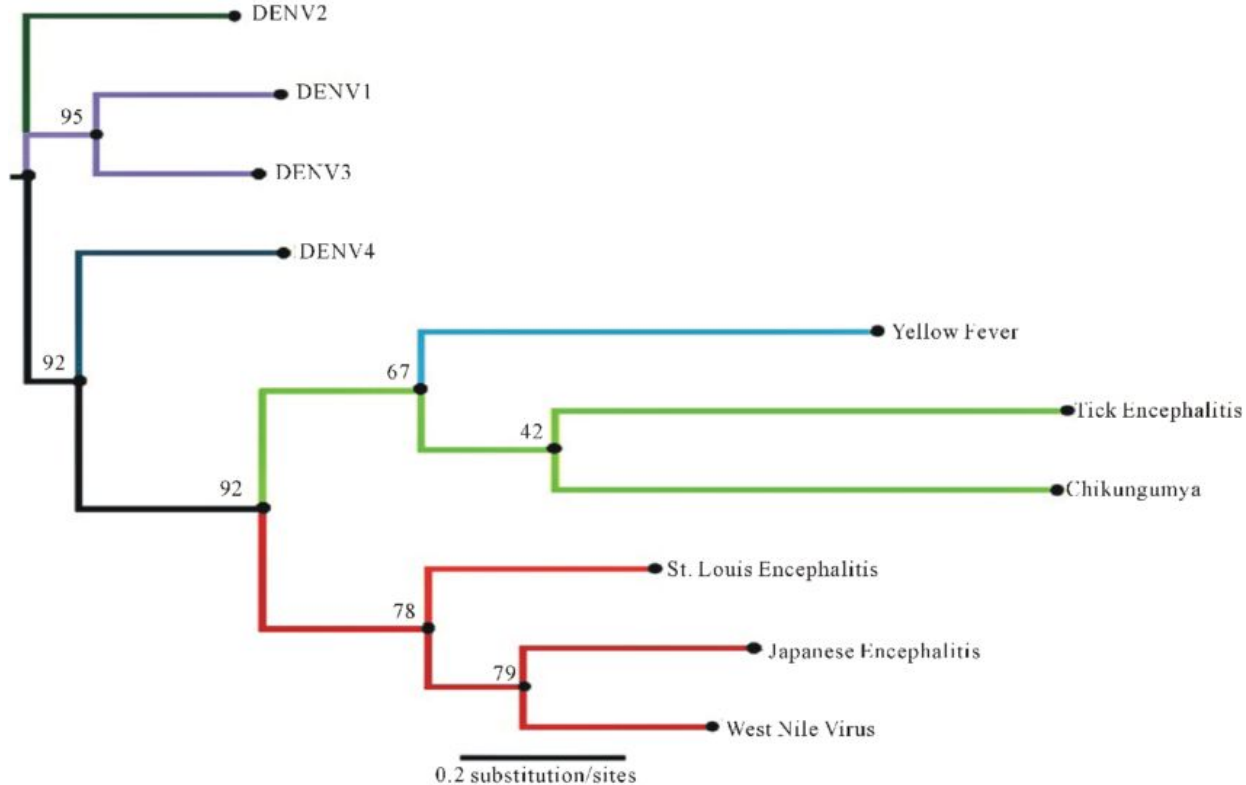 DENV2
DENV1
95
DENV3
DENV4
Yellow Fever
92
67
Tick Encephalitis
42
Chikungumya
92
St. Louis Encephalitis
78
Japanese Encephalitis
79
West Nile Virus
0.2 substitution/sites